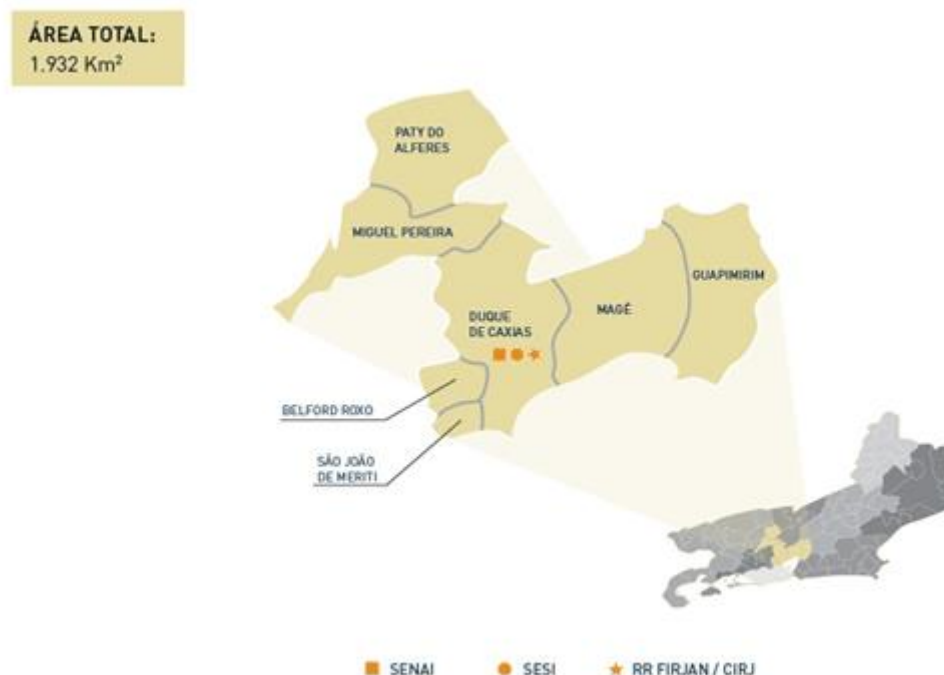 ÁREA TOTAL:
1.932 Km²
PATY DO
ALFERES
MIGUEL PEREIRA
GUAPIMIRIM
MAGÉ
DUQUE
DE CAXIAS
BELFORD ROXO
SÃO JOÃO
DE MERITI
SENAI
SESI
RR FIRJAN / CIRJ